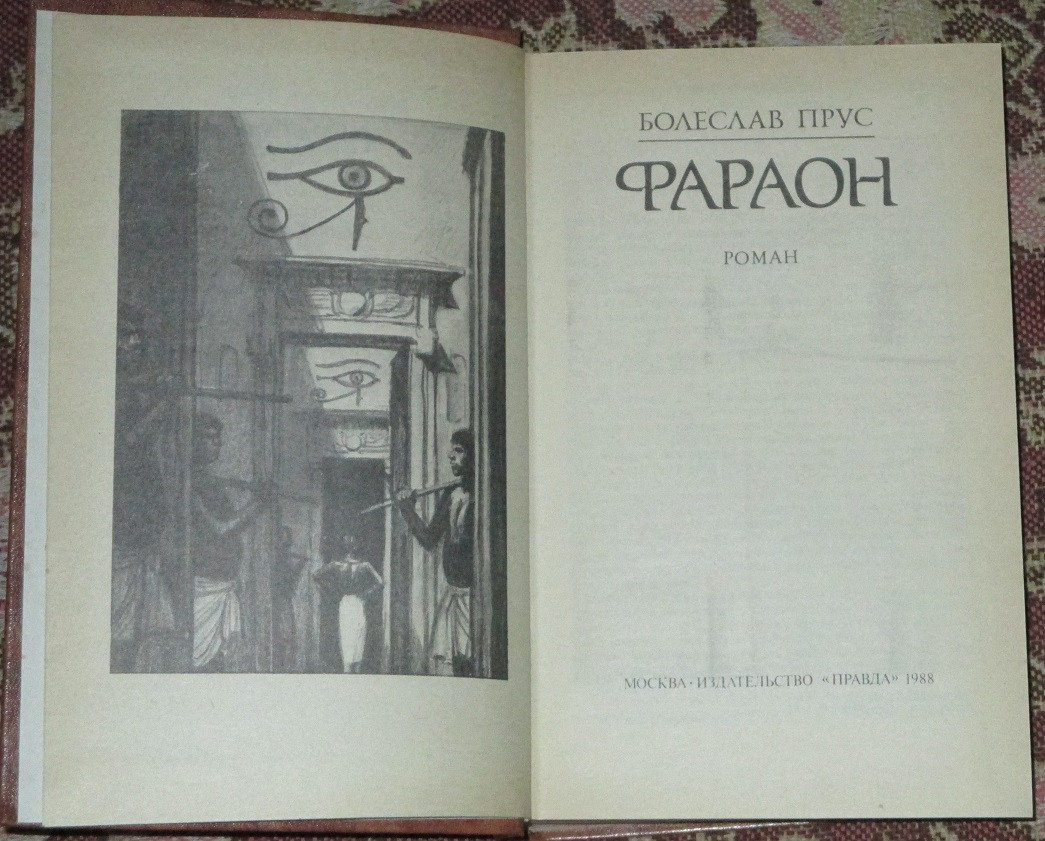 БОЛЕСЛАВ ПРУС
ФАРАОН
РОМАН
МОСКВА · ИЗДАТЕЛЬСТВО «ПРАВДА» 1988